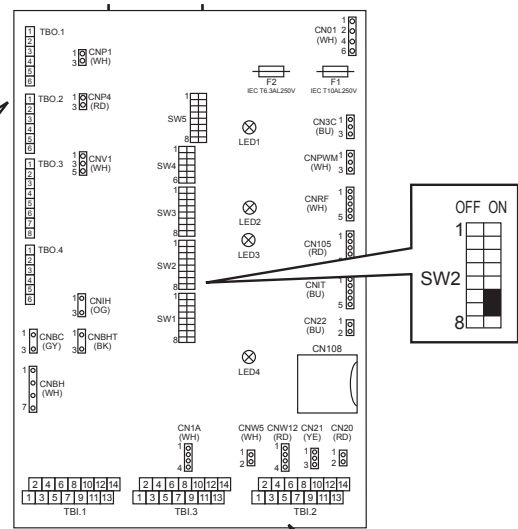 1 TBO.1
2
3
4
5
6
1 CNP1
3 (WH)
CN01 1
(WH) 2
4
6
F2
IEC T6.3AL250V
F1
IEC T10AL250V
1 TBO.2
2
3
4
5
6
1 CNP4
3 (RD)
1
SW5
8
LED1
CN3C 1
(BU) 3
1 TBO.3
2
3
4
5
6
7
8
1 CNV1
3 (WH)
5
1
SW4
6
CNPWM 1
(WH) 3
1
SW3
8
LED2
CNRF 1
(WH)
5
1 TBO.4
2
3
4
5
6
1
SW2
8
LED3
CN105 1
(RD)
OFF ON
1
SW2
8
1 CNIH
3 (OG)
1
SW1
8
CNIT 1
(BU)
5
1 CNBC
3 (GY)
1 CNBHT
3 (BK)
CN22 1
(BU) 2
CN108
LED4
1 CNBH
(WH)
7
CN1A
(WH)
1
4
CNW5
(WH)
1
2
CNW12
(RD)
1
4
CN21
(YE)
1
3
CN20
(RD)
1
2
2 4 6 8 10 12 14
1 3 5 7 9 11 13
TBI.1
2 4 6 8 10 12 14
1 3 5 7 9 11 13
TBI.3
2 4 6 8 10 12 14
1 3 5 7 9 11 13
TBI.2